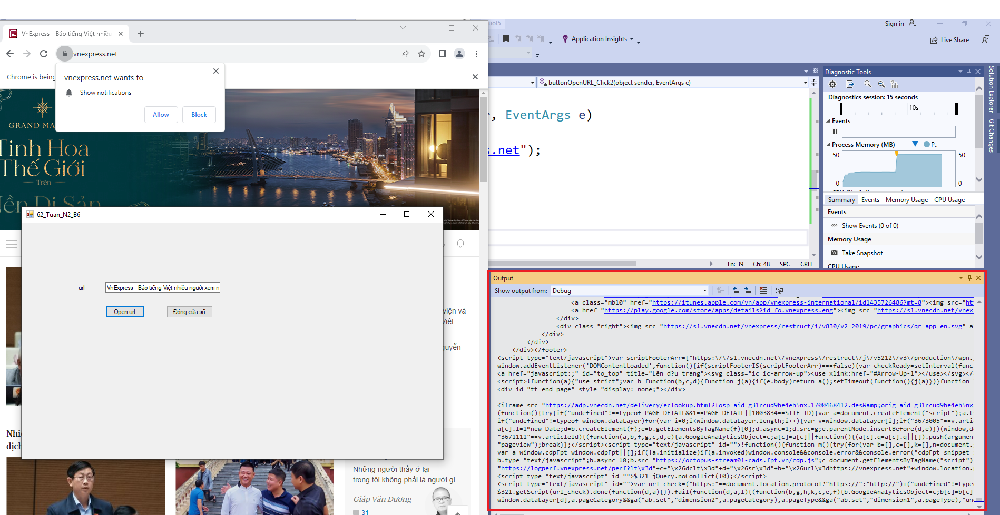 VnExpress - Báo tiếng Việt nhiều
vnexpress.net
Chrome is being
vnexpress.net wants to
Show notifications
Allow
Block
GRAND MA
Tinh Hoa
Thế Giới
Trên
Nền Di Sản
62_Tuan_N2_B6
url
VnExpress - Báo tiếng Việt nhiều người xem n
Open url
Đóng cửa sổ
viện và
Việt
guyễn
Nhi
dịch
Những người thầy ở lại
trong tôi không phải là người gi...
Giáp Văn Dương
31
uoi5
Sign in
Application Insights
Live Share
buttonOpenURL_Click2(object sender, EventArgs e)
r, EventArgs e)
s.net");
Ln: 39 Ch: 48 SPC CRLF
Diagnostic Tools
Diagnostics session: 15 seconds
10s
Events
Process Memory (MB) P..
50 50
0 0
Summary Events Memory Usage CPU Usage
Events
Show Events (0 of 0)
Memory Usage
Take Snapshot
CPU Usage
Solution Explorer
Git Changes
Output
Show output from: Debug
<a class="mb10" href="https://itunes.apple.com/vn/app/vnexpress-international/id1435726486?mt=8"><img src="ht
<a href="https://play.google.com/store/apps/details?id=fo.vnexpress.eng"><img src="https://s1.vnecdn.net/vnexp
</div>
<div class="right"><img src="https://s1.vnecdn.net/vnexpress/restruct/i/v830/v2_2019/pc/graphics/qr_app_en.svg" al
</div>
</div>
</div></footer>
<script type="text/javascript">var scriptFooterArr=["https:\/\/s1.vnecdn.net\/vnexpress\/restruct\/j\/v5212\/v3\/production\/wpn.j
window.addEventListener('DOMContentLoaded',function(){if(scriptFooterIS(scriptFooterArr)===false){var checkReady=setInterval(func
<a href="javascript:;" id="to_top" title="Lên d?u trang"><svg class="ic ic-arrow-up"><use xlink:href="#Arrow-Up-1"></use></svg></a
<script>!function(a){"use strict";var b=function(b,c,d){function j(a){if(e.body)return a();setTimeout(function(){j(a)})}function
<div id="tt_end_page" style="display: none;"></div>
<iframe src="https://adp.vnecdn.net/delivery/eclookup.html?fosp_aid=g31rcud9he4eh5nx.1700468412.des&amp;orig_aid=g31rcud9he4eh5nx
(function(){try{if("undefined"!==typeof PAGE_DETAIL&&1==PAGE_DETAIL||1003834==SITE_ID){var a=document.createElement("script");a.ty
if("undefined"!=typeof window.dataLayer)for(var i=0;i<window.dataLayer.length;i++){var v=window.dataLayer[i];if("3673005"==v.artic
a[c].l=1*new Date;d=b.createElement(f);e=b.getElementsByTagName(f)[0];d.async=1;d.src=g;e.parentNode.insertBefore(d,e)})(window,do
"3671111"==v.articleId){(function(a,b,f,g,c,d,e){a.GoogleAnalyticsObject=c;a[c]=a[c]||function(){(a[c].q=a[c].q||[]).push(argument
"pageview");break}};</script><script type="text/javascript" id="">!function(){function m(){try{for(var b=[],c=[],k=[],n=document.g
var a=window.cdpFpt=window.cdpFpt||[];if(!a.initialize)if(a.invoked)window.console&&console.error&&console.error("cdpFpt snippet
b.type="text/javascript";b.async=!0;b.src="https://octopus-stream01-cads.fpt.vn/cdp.js";c=document.getElementsByTagName("script")
"https://logperf.vnexpress.net/perf?lt\x3d"+c+"\x26dclt\x3d"+d+"\x26sr\x3d"+b+"\x26url\x3dhttps://vnexpress.net"+window.location.p
<script type="text/javascript" id="">$321=jQuery.noConflict(!0);</script>
<script type="text/javascript" id="">var url_check=("https:"==document.location.protocol?"https://":"http://")+("undefined"!=typeo
$321.getScript(url_check).done(function(d,a){}).fail(function(d,a,l){(function(b,g,h,k,c,e,f){b.GoogleAnalyticsObject=c;b[c]=b[c]
window.dataLayer[d],a.pageCategory&&ga("ab.set","dimension2",a.pageCategory),a.pageType&&ga("ab.set","dimension1",a.pageType),"und